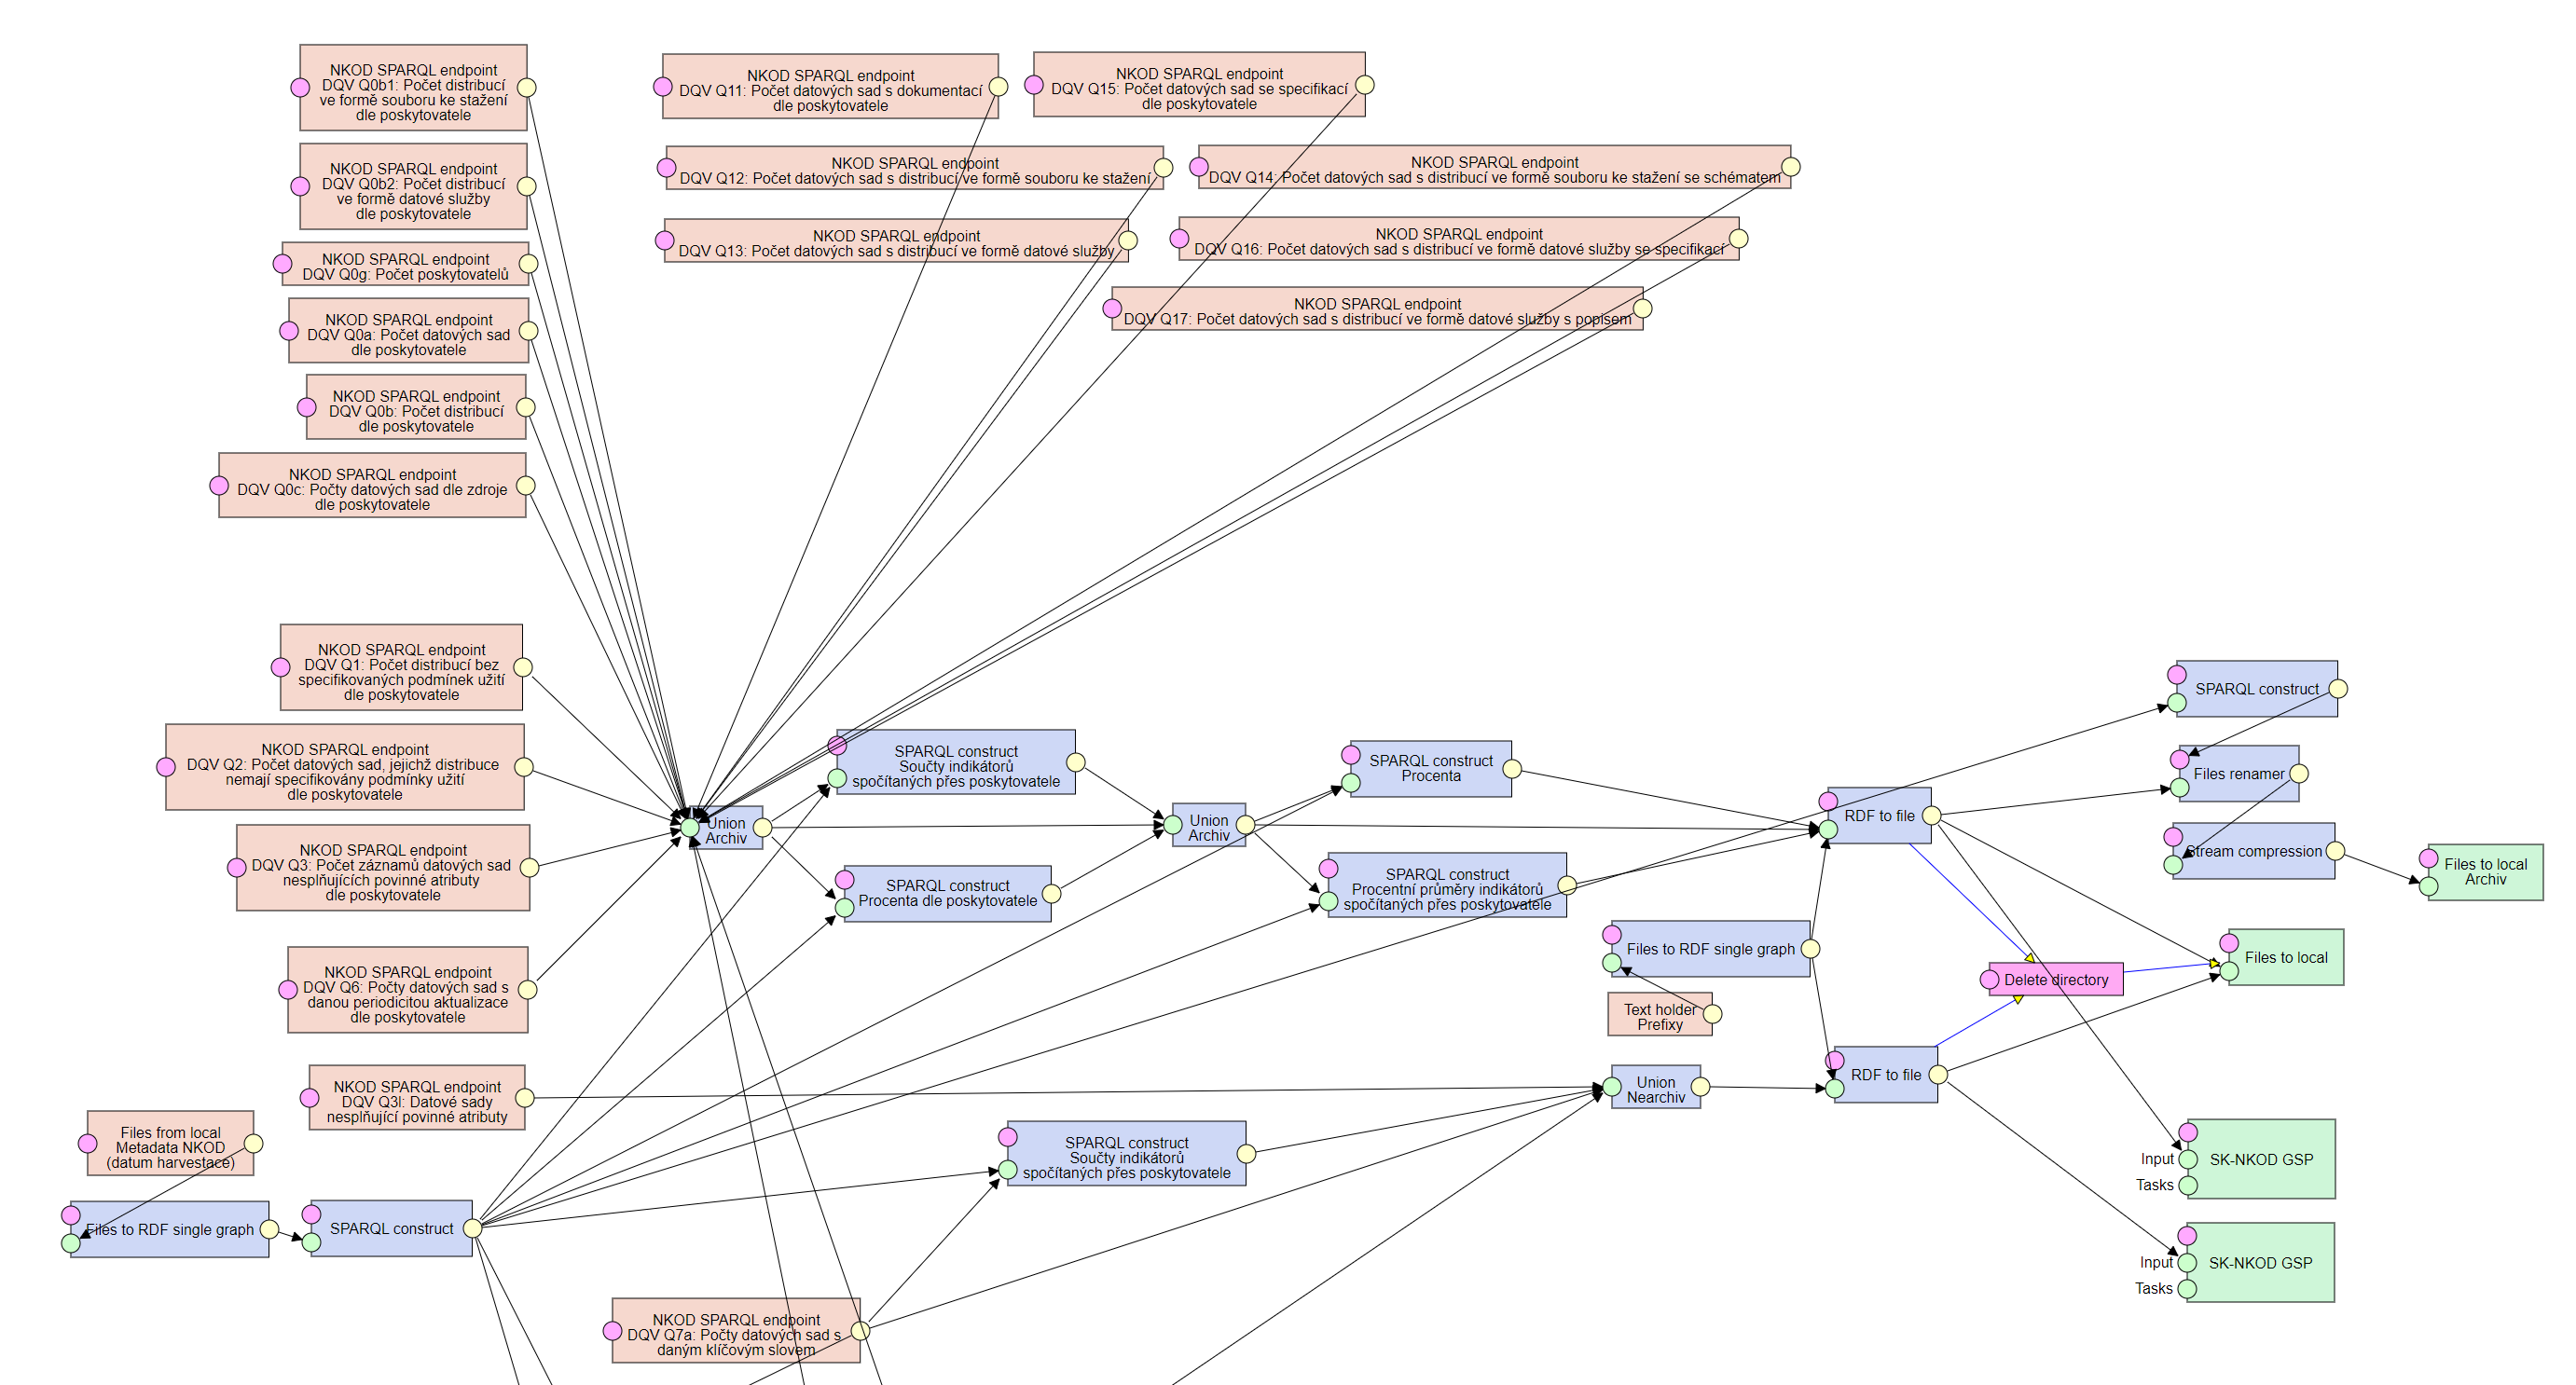 NKOD SPARQL endpoint
DQV Q0b1: Počet distribucí
ve formě souboru ke stažení
dle poskytovatele
NKOD SPARQL endpoint
DQV Q11: Počet datových sad s dokumentací
dle poskytovatele
NKOD SPARQL endpoint
DQV Q15: Počet datových sad se specifikací
dle poskytovatele
NKOD SPARQL endpoint
DQV Q0b2: Počet distribucí
ve formě datové služby
dle poskytovatele
NKOD SPARQL endpoint
DQV Q12: Počet datových sad s distribucí ve formě souboru ke stažení
NKOD SPARQL endpoint
DQV Q14: Počet datových sad s distribucí ve formě souboru ke stažení se schématem
NKOD SPARQL endpoint
DQV Q0g: Počet poskytovatelů
NKOD SPARQL endpoint
DQV Q13: Počet datových sad s distribucí ve formě datové služby
NKOD SPARQL endpoint
DQV Q16: Počet datových sad s distribucí ve formě datové služby se specifikací
NKOD SPARQL endpoint
DQV Q0a: Počet datových sad
dle poskytovatele
NKOD SPARQL endpoint
DQV Q17: Počet datových sad s distribucí ve formě datové služby s popisem
NKOD SPARQL endpoint
DQV Q0b: Počet distribucí
dle poskytovatele
NKOD SPARQL endpoint
DQV Q0c: Počty datových sad dle zdroje
dle poskytovatele
NKOD SPARQL endpoint
DQV Q1: Počet distribucí bez
specifikovaných podmínek užití
dle poskytovatele
NKOD SPARQL endpoint
DQV Q2: Počet datových sad, jejichž distribuce
nemají specifikovány podmínky užití
dle poskytovatele
NKOD SPARQL endpoint
DQV Q3: Počet záznamů datových sad
nesplňujících povinné atributy
dle poskytovatele
NKOD SPARQL endpoint
DQV Q6: Počty datových sad s
danou periodicitou aktualizace
dle poskytovatele
NKOD SPARQL endpoint
DQV Q3l: Datové sady
nesplňující povinné atributy
Files from local
Metadata NKOD
(datum harvestace)
Files to RDF single graph
SPARQL construct
NKOD SPARQL endpoint
DQV Q7a: Počty datových sad s
daným klíčovým slovem
Union
Archiv
SPARQL construct
Součty indikátorů
spočítaných přes poskytovatele
SPARQL construct
Procenta dle poskytovatele
Union
Archiv
SPARQL construct
Procenta
SPARQL construct
Procentní průměry indikátorů
spočítaných přes poskytovatele
SPARQL construct
Součty indikátorů
spočítaných přes poskytovatele
Files to RDF single graph
Text holder
Prefixy
Union
Nearchiv
RDF to file
RDF to file
Delete directory
SPARQL construct
Files renamer
Stream compression
Files to local
Archiv
Files to local
Input
SK-NKOD GSP
Tasks
Input
SK-NKOD GSP
Tasks